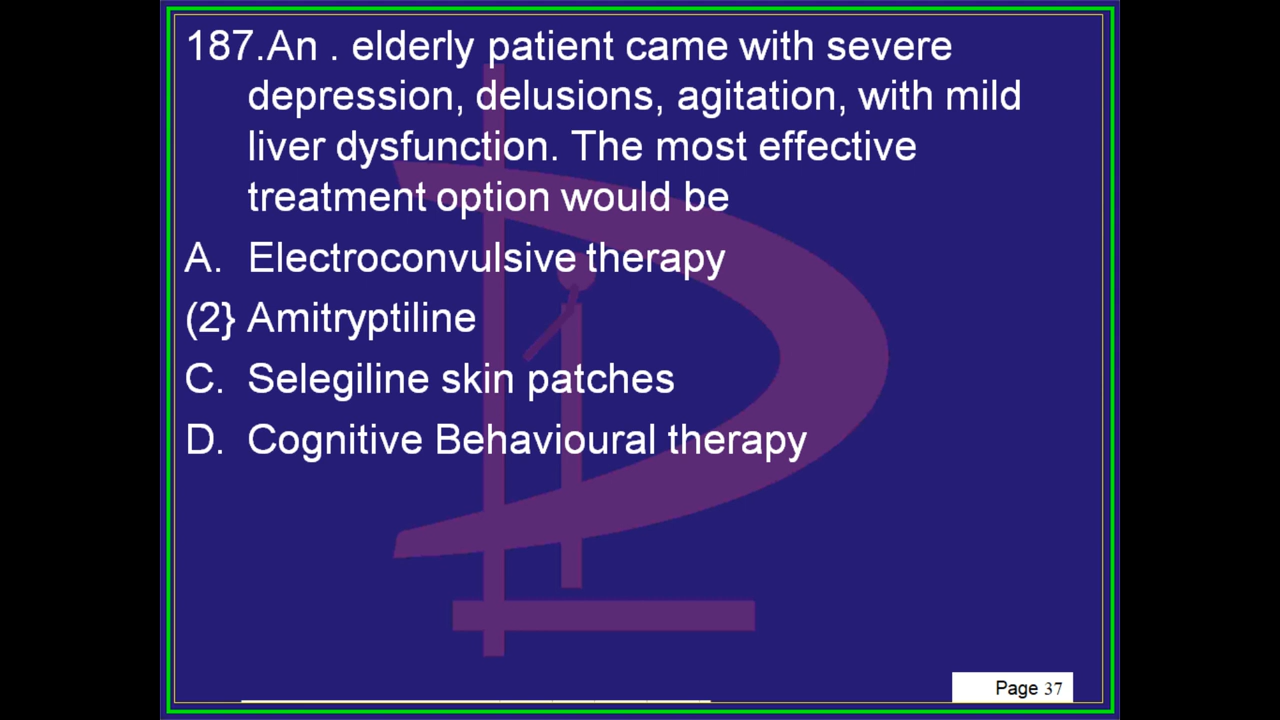 187.An . elderly patient came with severe
depression, delusions, agitation, with mild
liver dysfunction. The most effective
treatment option would be
A. Electroconvulsive therapy
(2} Amitryptiline
C. Selegiline skin patches
D. Cognitive Behavioural therapy
Page 37